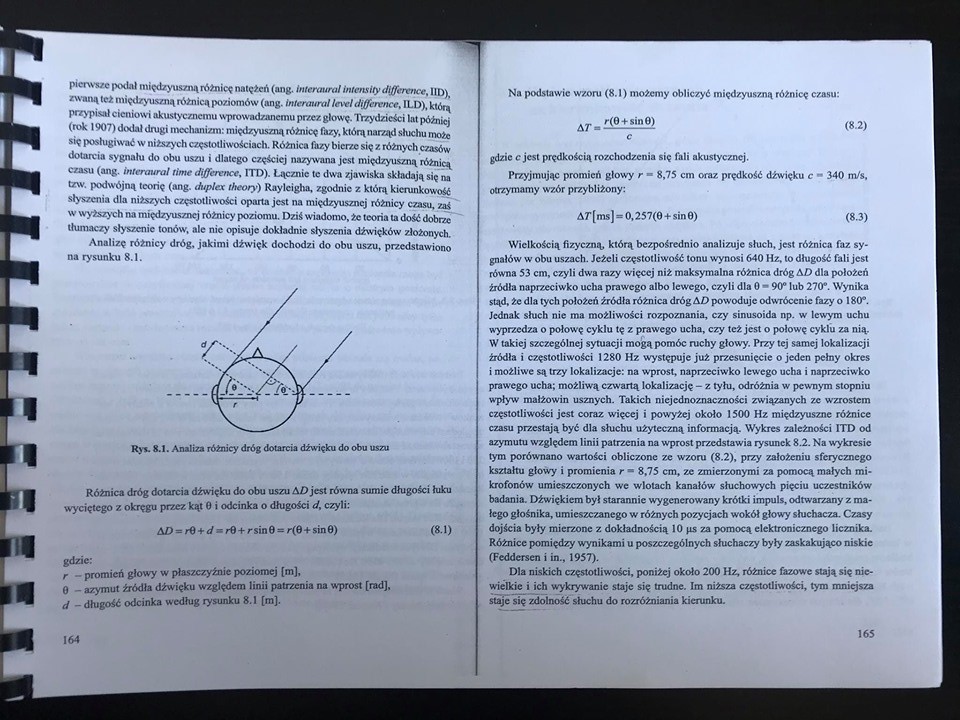 pierwsze podał międzyuszną różnicę natężeń (ang. interaural intensity difference, IID),
zwaną też międzyuszną różnicą poziomów (ang. interaural level difference, ILD), którą
przypisał cieniowi akustycznemu wprowadzanemu przez głowę. Trzydzieści lat później
(rok 1907) dodał drugi mechanizm: międzyuszną różnicę fazy, którą narząd słuchu może
się posługiwać w niższych częstotliwościach. Różnica fazy bierze się z różnych czasów
dotarcia sygnału do obu uszu i dlatego częściej nazywana jest międzyuszną różnicą
czasu (ang. interaural time difference, ITD). Łącznie te dwa zjawiska składają się na
tzw. podwójną teorię (ang. duplex theory) Rayleigha, zgodnie z którą kierunkowość
słyszenia dla niższych częstotliwości oparta jest na międzyusznej różnicy czasu, zaś
w wyższych na międzyusznej różnicy poziomu. Dziś wiadomo, że teoria ta dość dobrze
tłumaczy słyszenie tonów, ale nie opisuje dokładnie słyszenia dźwięków złożonych.
Analizę różnicy dróg, jakimi dźwięk dochodzi do obu uszu, przedstawiono
na rysunku 8.1.
d
θ
θ
r
Rys. 8.1. Analiza różnicy dróg dotarcia dźwięku do obu uszu
Różnica dróg dotarcia dźwięku do obu uszu ΔD jest równa sumie długości łuku
wyciętego z okręgu przez kąt θ i odcinka o długości d, czyli:
ΔD = rθ + d = rθ + r sin θ = r(θ + sin θ) (8.1)
gdzie:
r – promień głowy w płaszczyźnie poziomej [m],
θ – azymut źródła dźwięku względem linii patrzenia na wprost [rad],
d – długość odcinka według rysunku 8.1 [m].
164
Na podstawie wzoru (8.1) możemy obliczyć międzyuszną różnicę czasu:
ΔT = r(θ + sin θ) / c (8.2)
gdzie c jest prędkością rozchodzenia się fali akustycznej.
Przyjmując promień głowy r = 8,75 cm oraz prędkość dźwięku c = 340 m/s,
otrzymamy wzór przybliżony:
ΔT [ms] = 0,257(θ + sin θ) (8.3)
Wielkością fizyczną, którą bezpośrednio analizuje słuch, jest różnica faz sy-
gnałów w obu uszach. Jeżeli częstotliwość tonu wynosi 640 Hz, to długość fali jest
równa 53 cm, czyli dwa razy więcej niż maksymalna różnica dróg ΔD dla położeń
źródła naprzeciwko ucha prawego albo lewego, czyli dla θ = 90° lub 270°. Wynika
stąd, że dla tych położeń źródła różnica dróg ΔD powoduje odwrócenie fazy o 180°.
Jednak słuch nie ma możliwości rozpoznania, czy sinusoida np. w lewym uchu
wyprzedza o połowę cyklu tę z prawego ucha, czy też jest o połowę cyklu za nią.
W takiej szczególnej sytuacji mogą pomóc ruchy głowy. Przy tej samej lokalizacji
źródła i częstotliwości 1280 Hz występuje już przesunięcie o jeden pełny okres
i możliwe są trzy lokalizacje: na wprost, naprzeciwko lewego ucha i naprzeciwko
prawego ucha; możliwą czwartą lokalizację – z tyłu, odróżnia w pewnym stopniu
wpływ małżowin usznych. Takich niejednoznaczności związanych ze wzrostem
częstotliwości jest coraz więcej i powyżej około 1500 Hz międzyuszne różnice
czasu przestają być dla słuchu użyteczną informacją. Wykres zależności ITD od
azymutu względem linii patrzenia na wprost przedstawia rysunek 8.2. Na wykresie
tym porównano wartości obliczone ze wzoru (8.2), przy założeniu sferycznego
kształtu głowy i promienia r = 8,75 cm, ze zmierzonymi za pomocą małych mi-
krofonów umieszczonych we wlotach kanałów słuchowych pięciu uczestników
badania. Dźwiękiem był starannie wygenerowany krótki impuls, odtwarzany z ma-
łego głośnika, umieszczanego w różnych pozycjach wokół głowy słuchacza. Czasy
dojścia były mierzone z dokładnością 10 μs za pomocą elektronicznego licznika.
Różnice pomiędzy wynikami u poszczególnych słuchaczy były zaskakująco niskie
(Feddersen i in., 1957).
Dla niskich częstotliwości, poniżej około 200 Hz, różnice fazowe stają się nie-
wielkie i ich wykrywanie staje się trudne. Im niższa częstotliwości, tym mniejsza
staje się zdolność słuchu do rozróżniania kierunku.
165